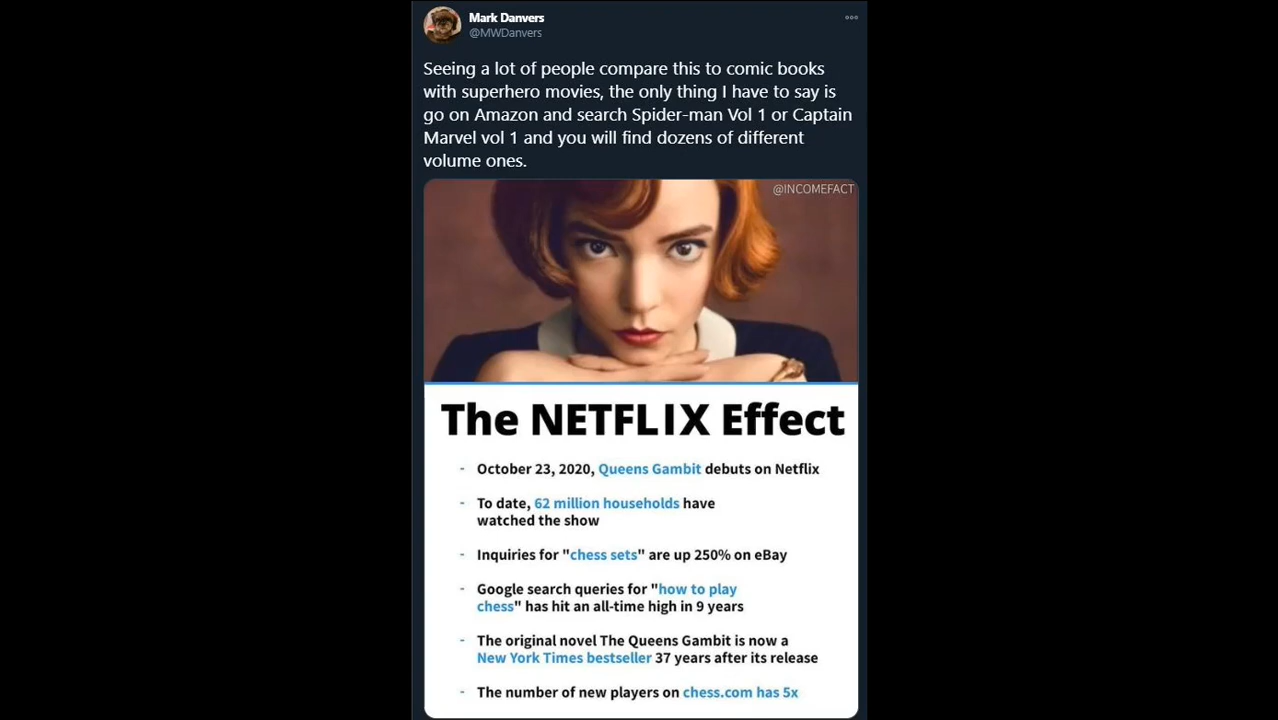 Mark Danvers
@MWDanvers
Seeing a lot of people compare this to comic books
with superhero movies, the only thing I have to say is
go on Amazon and search Spider-man Vol 1 or Captain
Marvel vol 1 and you will find dozens of different
volume ones.
@INCOMEFACT
The NETFLIX Effect
- October 23, 2020, Queens Gambit debuts on Netflix
- To date, 62 million households have
watched the show
- Inquiries for "chess sets" are up 250% on eBay
- Google search queries for "how to play
chess" has hit an all-time high in 9 years
- The original novel The Queens Gambit is now a
New York Times bestseller 37 years after its release
- The number of new players on chess.com has 5x